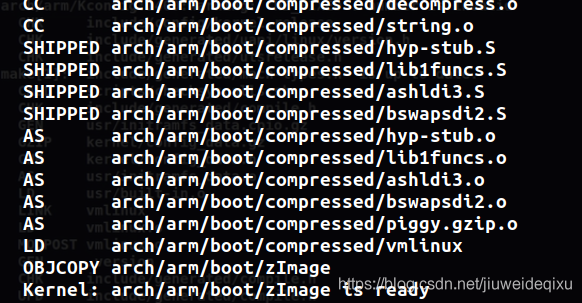 CC arch/arm/boot/compressed/decompress.o
CC arch/arm/boot/compressed/string.o
SHIPPED arch/arm/boot/compressed/hyp-stub.S
SHIPPED arch/arm/boot/compressed/lib1funcs.S
SHIPPED arch/arm/boot/compressed/ashldi3.S
SHIPPED arch/arm/boot/compressed/bswapsdi2.S
AS arch/arm/boot/compressed/hyp-stub.o
AS arch/arm/boot/compressed/lib1funcs.o
AS arch/arm/boot/compressed/ashldi3.o
AS arch/arm/boot/compressed/bswapsdi2.o
AS arch/arm/boot/compressed/piggy.gzip.o
LD arch/arm/boot/compressed/vmlinux
OBJCOPY arch/arm/boot/zImage
Kernel: arch/arm/boot/zImage is ready
https://blog.csdn.net/jiuweideqixu